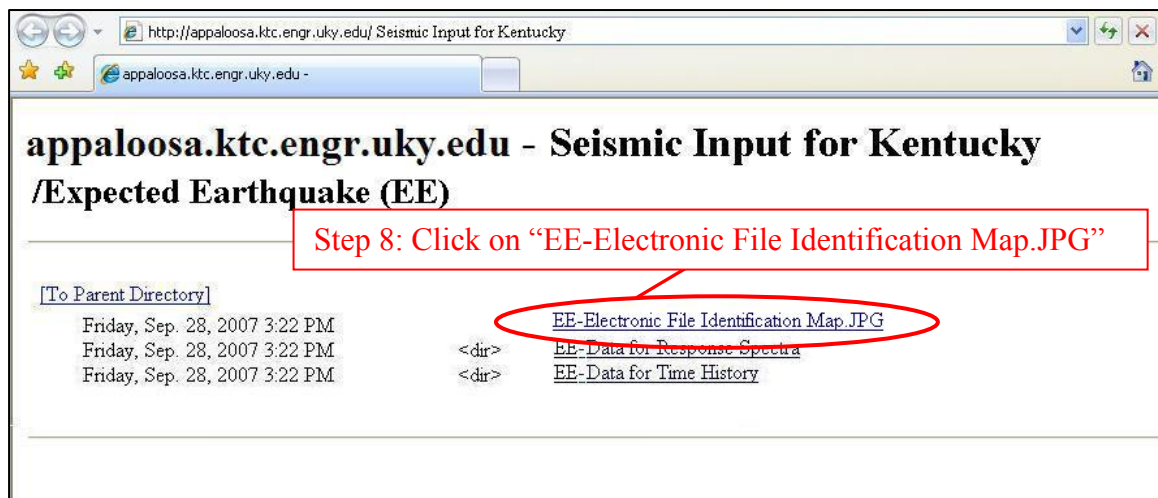 http://appaloosa.ktc.engr.uky.edu/ Seismic Input for Kentucky
appaloosa.ktc.engr.uky.edu -
appaloosa.ktc.engr.uky.edu - Seismic Input for Kentucky
/Expected Earthquake (EE)
Step 8: Click on “EE-Electronic File Identification Map.JPG”
[To Parent Directory]
Friday, Sep. 28, 2007 3:22 PM EE-Electronic File Identification Map.JPG
Friday, Sep. 28, 2007 3:22 PM <dir> EE-Data for Response Spectra
Friday, Sep. 28, 2007 3:22 PM <dir> EE-Data for Time History